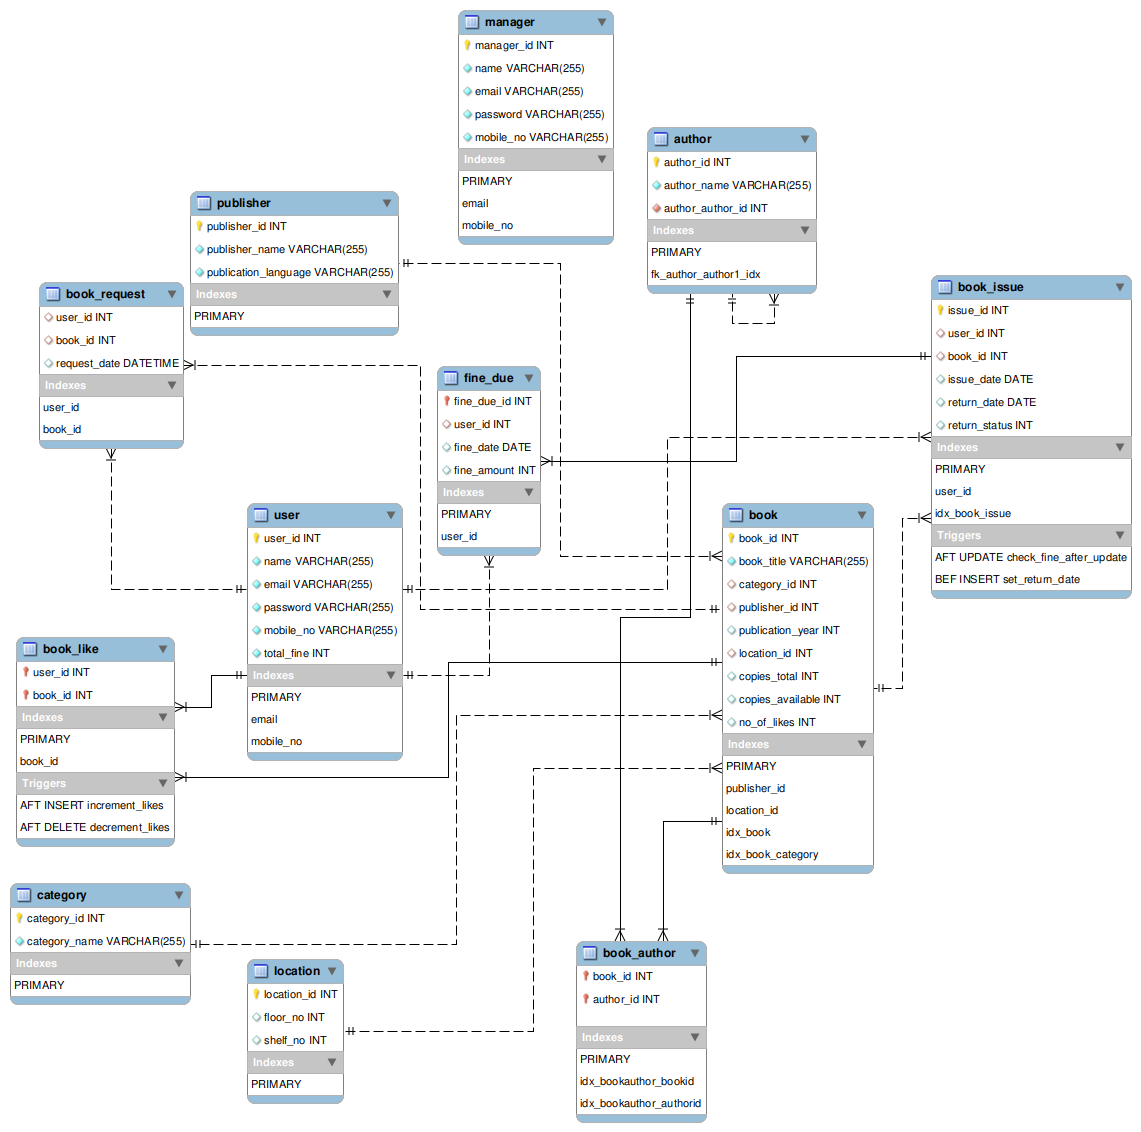 manager
manager_id INT
name VARCHAR(255)
email VARCHAR(255)
password VARCHAR(255)
mobile_no VARCHAR(255)
Indexes
PRIMARY
email
mobile_no
author
author_id INT
author_name VARCHAR(255)
author_author_id INT
Indexes
PRIMARY
fk_author_author1_idx
publisher
publisher_id INT
publisher_name VARCHAR(255)
publication_language VARCHAR(255)
Indexes
PRIMARY
book_request
user_id INT
book_id INT
request_date DATETIME
Indexes
user_id
book_id
book_issue
issue_id INT
user_id INT
book_id INT
issue_date DATE
return_date DATE
return_status INT
Indexes
PRIMARY
user_id
idx_book_issue
Triggers
AFT UPDATE check_fine_after_update
BEF INSERT set_return_date
fine_due
fine_due_id INT
user_id INT
fine_date DATE
fine_amount INT
Indexes
PRIMARY
user_id
user
user_id INT
name VARCHAR(255)
email VARCHAR(255)
password VARCHAR(255)
mobile_no VARCHAR(255)
total_fine INT
Indexes
PRIMARY
email
mobile_no
book
book_id INT
book_title VARCHAR(255)
category_id INT
publisher_id INT
publication_year INT
location_id INT
copies_total INT
copies_available INT
no_of_likes INT
Indexes
PRIMARY
publisher_id
location_id
idx_book
idx_book_category
book_like
user_id INT
book_id INT
Indexes
PRIMARY
book_id
Triggers
AFT INSERT increment_likes
AFT DELETE decrement_likes
category
category_id INT
category_name VARCHAR(255)
Indexes
PRIMARY
location
location_id INT
floor_no INT
shelf_no INT
Indexes
PRIMARY
book_author
book_id INT
author_id INT
Indexes
PRIMARY
idx_bookauthor_bookid
idx_bookauthor_authorid